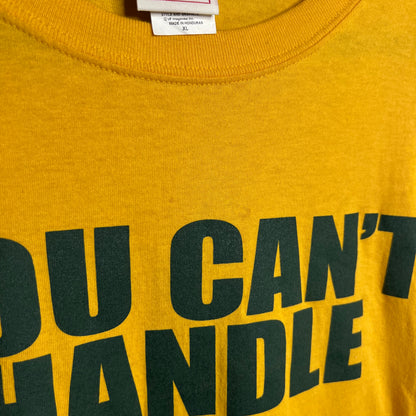 MADE IN HONDURAS
XL
OU CAN'T
HANDLE